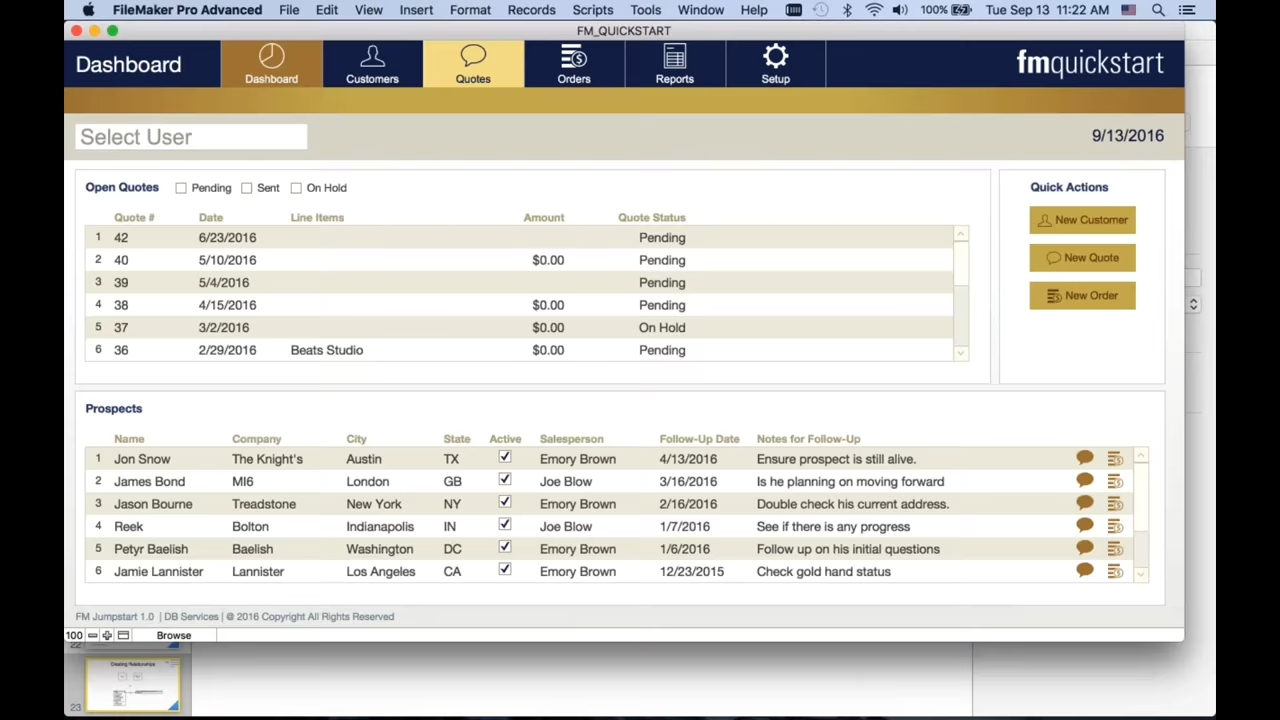 FileMaker Pro Advanced File Edit View Insert Format Records Scripts Tools Window Help 100% Tue Sep 13 11:22 AM
FM_QUICKSTART
Dashboard Dashboard Customers Quotes Orders Reports Setup fmquickstart
Select User 9/13/2016
Open Quotes Pending Sent On Hold
Quote # Date Line Items Amount Quote Status
1 42 6/23/2016 Pending
2 40 5/10/2016 $0.00 Pending
3 39 5/4/2016 Pending
4 38 4/15/2016 $0.00 Pending
5 37 3/2/2016 $0.00 On Hold
6 36 2/29/2016 Beats Studio $0.00 Pending
Quick Actions
New Customer
New Quote
New Order
Prospects
Name Company City State Active Salesperson Follow-Up Date Notes for Follow-Up
1 Jon Snow The Knight's Austin TX Emory Brown 4/13/2016 Ensure prospect is still alive.
2 James Bond MI6 London GB Joe Blow 3/16/2016 Is he planning on moving forward
3 Jason Bourne Treadstone New York NY Emory Brown 2/16/2016 Double check his current address.
4 Reek Bolton Indianapolis IN Joe Blow 1/7/2016 See if there is any progress
5 Petyr Baelish Baelish Washington DC Emory Brown 1/6/2016 Follow up on his initial questions
6 Jamie Lannister Lannister Los Angeles CA Emory Brown 12/23/2015 Check gold hand status
FM Jumpstart 1.0 | DB Services | @ 2016 Copyright All Rights Reserved
100 Browse
22
Creating Relationships
23